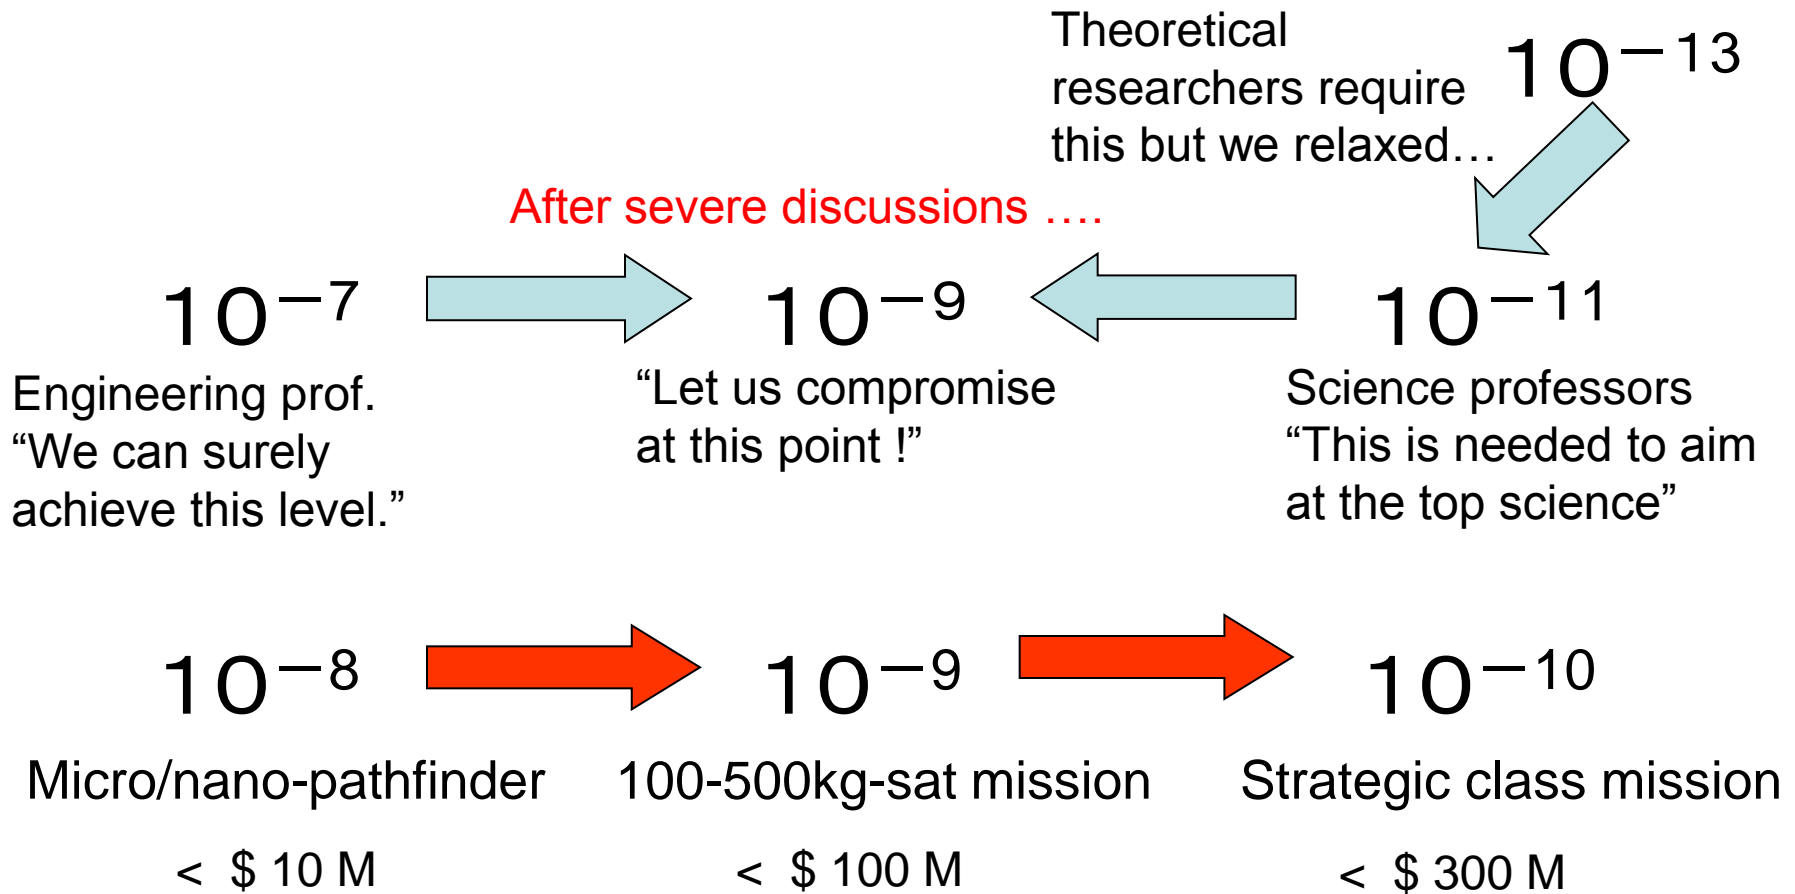 Theoretical
researchers require
this but we relaxed…
10⁻¹³
After severe discussions ….
10⁻⁷
10⁻⁹
10⁻¹¹
Engineering prof.
“We can surely
achieve this level.”
“Let us compromise
at this point !”
Science professors
“This is needed to aim
at the top science”
10⁻⁸
10⁻⁹
10⁻¹⁰
Micro/nano-pathfinder
100-500kg-sat mission
Strategic class mission
< $ 10 M
< $ 100 M
< $ 300 M